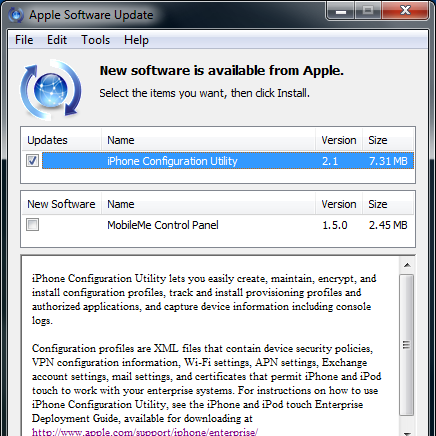 Apple Software Update
File Edit Tools Help
New software is available from Apple.
Select the items you want, then click Install.
Updates Name Version Size
iPhone Configuration Utility 2.1 7.31 MB
New Software Name Version Size
MobileMe Control Panel 1.5.0 2.45 MB
iPhone Configuration Utility lets you easily create, maintain, encrypt, and
install configuration profiles, track and install provisioning profiles and
authorized applications, and capture device information including console
logs.
Configuration profiles are XML files that contain device security policies,
VPN configuration information, Wi-Fi settings, APN settings, Exchange
account settings, mail settings, and certificates that permit iPhone and iPod
touch to work with your enterprise systems. For instructions on how to use
iPhone Configuration Utility, see the iPhone and iPod touch Enterprise
Deployment Guide, available for downloading at
http://www.apple.com/support/iphone/enterprise/